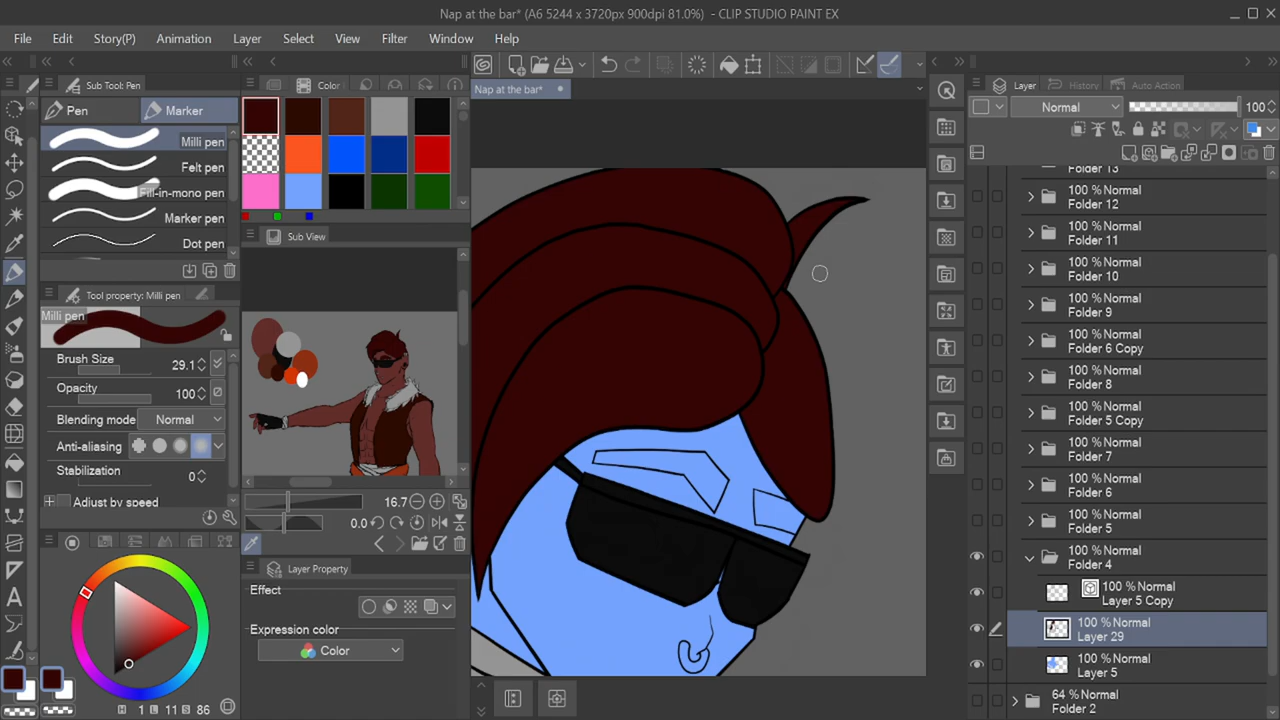 Nap at the bar* (A6 5244 x 3720px 900dpi 81.0%) - CLIP STUDIO PAINT EX
File Edit Story(P) Animation Layer Select View Filter Window Help
Sub Tool: Pen
Pen
Marker
Milli pen
Felt pen
Fill-in-mono pen
Marker pen
Dot pen
Tool property: Milli pen
Milli pen
Brush Size 29.1
Opacity 100
Blending mode Normal
Anti-aliasing
Stabilization 0
Adjust by speed
H 1 L 11 S 86
Color
Sub View
16.7
0.0
Layer Property
Effect
Expression color
Color
Nap at the bar*
Layer History Auto Action
Normal 100
Folder 13
100 % Normal
Folder 12
100 % Normal
Folder 11
100 % Normal
Folder 10
100 % Normal
Folder 9
100 % Normal
Folder 6 Copy
100 % Normal
Folder 8
100 % Normal
Folder 5 Copy
100 % Normal
Folder 7
100 % Normal
Folder 6
100 % Normal
Folder 5
100 % Normal
Folder 4
100 % Normal
Layer 5 Copy
100 % Normal
Layer 29
100 % Normal
Layer 5
64 % Normal
Folder 2